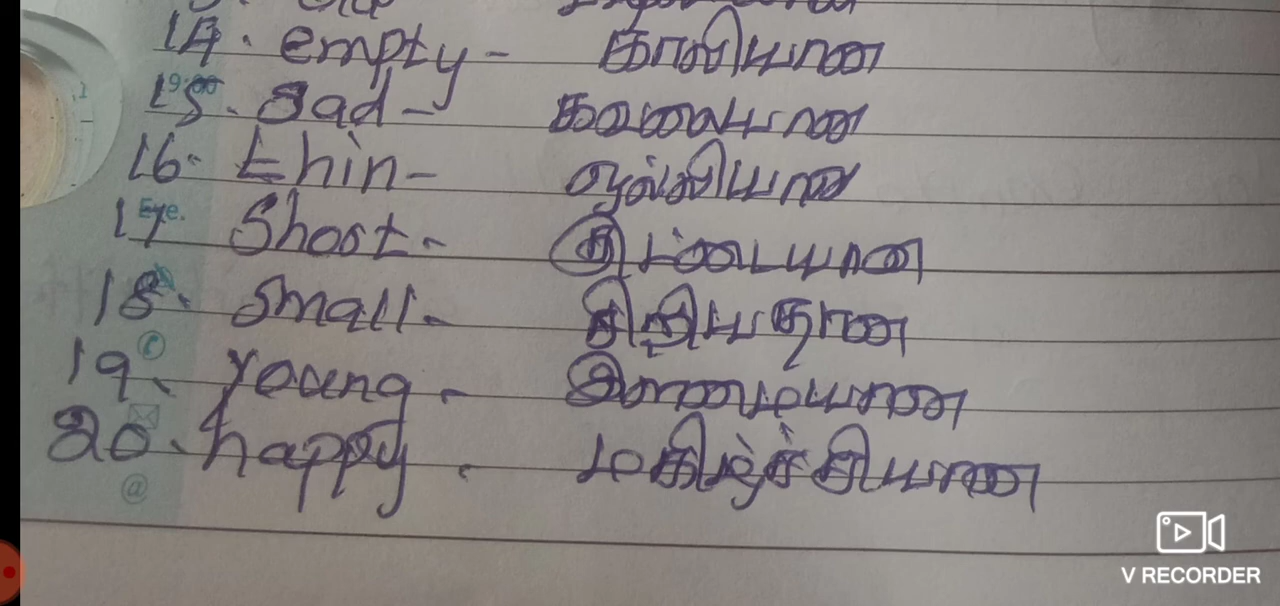 14. empty - காலியான
15. Sad - கவலையான
16. thin - ஒல்லியான
17 Short - குட்டையான
18. Small - சிறியதான
19. Young - இளமையான
20. happy. மகிழ்ச்சியான
V RECORDER